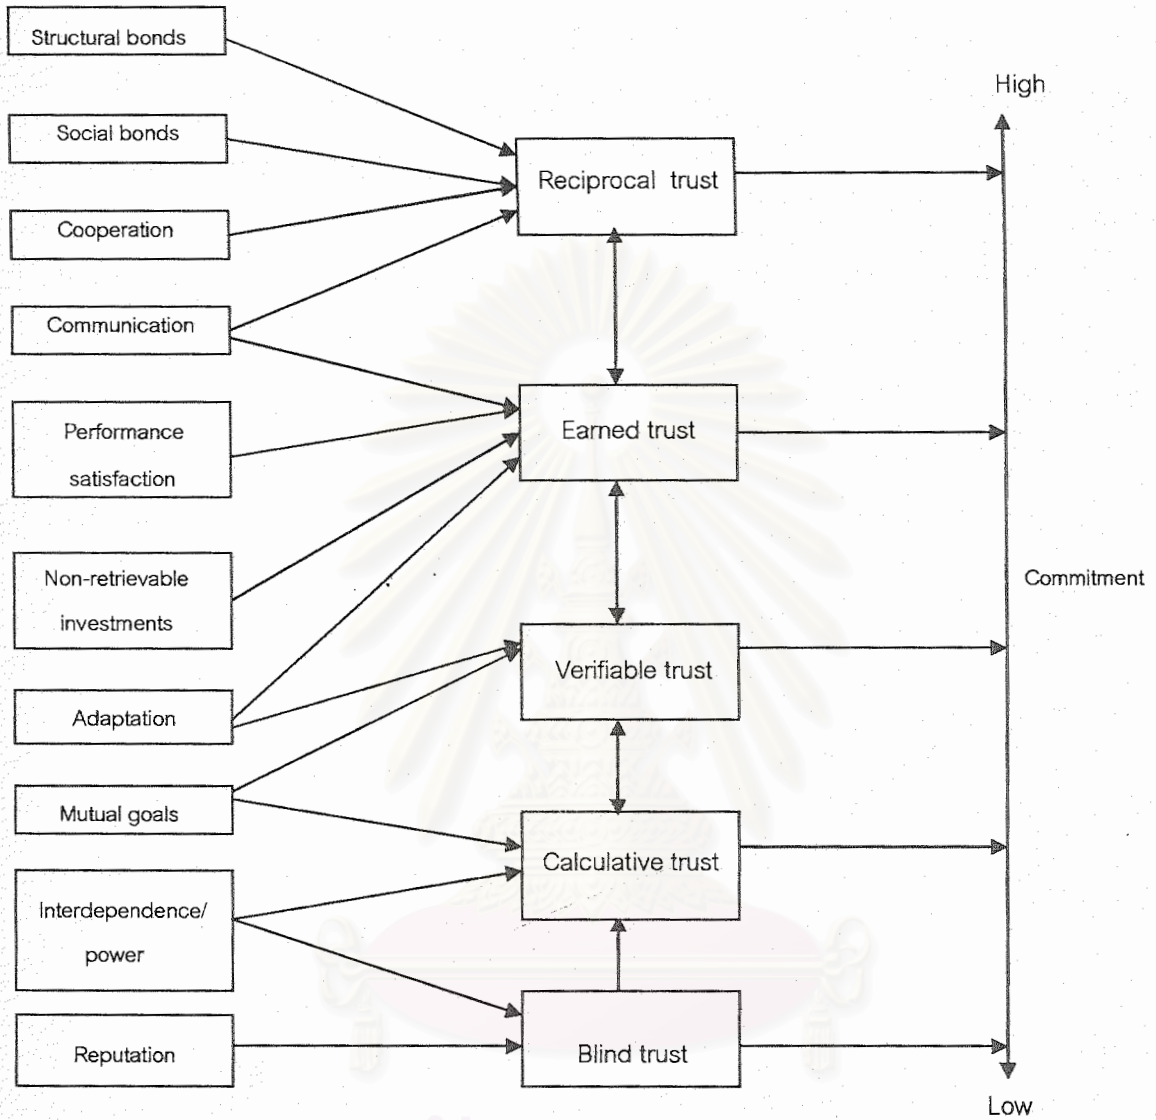 Structural bonds
Social bonds
Cooperation
Communication
Performance
satisfaction
Non-retrievable
investments
Adaptation
Mutual goals
Interdependence/
power
Reputation
Reciprocal trust
Earned trust
Verifiable trust
Calculative trust
Blind trust
High
Commitment
Low